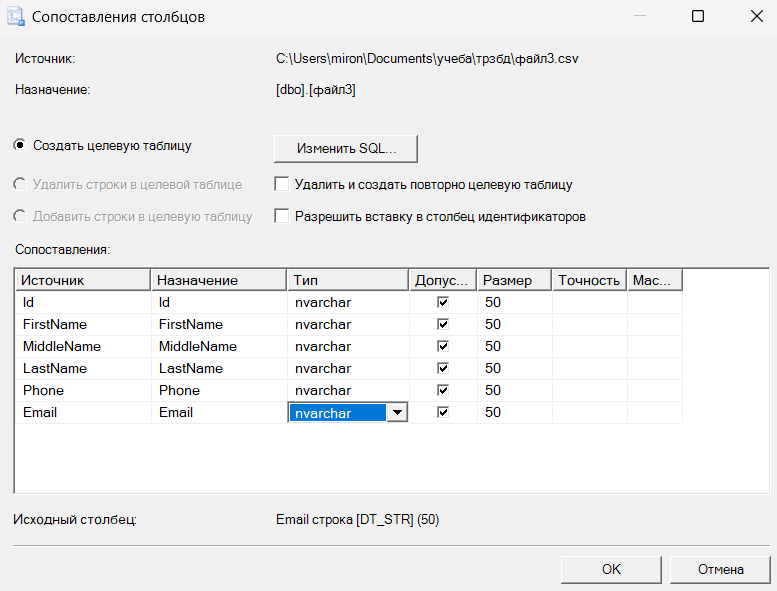 Сопоставления столбцов
Источник: C:\Users\miron\Documents\учеба\трзбд\файл3.csv
Назначение: [dbo].[файл3]
Создать целевую таблицу Изменить SQL...
Удалить строки в целевой таблице Удалить и создать повторно целевую таблицу
Добавить строки в целевую таблицу Разрешить вставку в столбец идентификаторов
Сопоставления:
Источник Назначение Тип Допус... Размер Точность Мас...
Id Id nvarchar 50
FirstName FirstName nvarchar 50
MiddleName MiddleName nvarchar 50
LastName LastName nvarchar 50
Phone Phone nvarchar 50
Email Email nvarchar 50
Исходный столбец: Email строка [DT_STR] (50)
OK Отмена